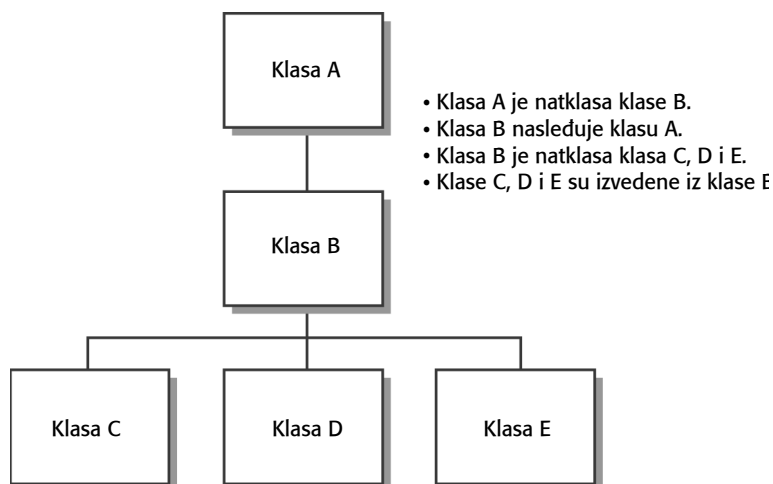 Klasa A
• Klasa A je natklasa klase B.
• Klasa B nasleđuje klasu A.
• Klasa B je natklasa klasa C, D i E.
• Klase C, D i E su izvedene iz klase
Klasa B
Klasa C
Klasa D
Klasa E